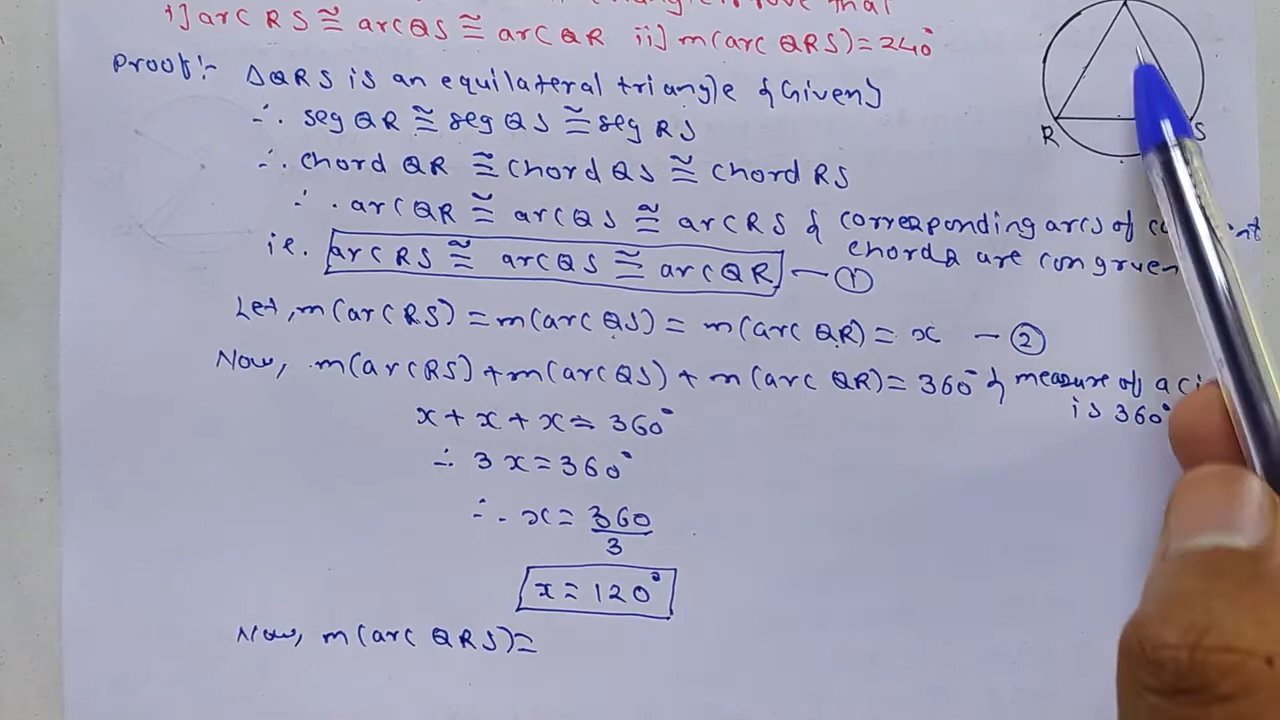 that
i] arc RS ≅ arc QS ≅ arc QR ii] m(arc QRS) = 240°
Proof:- ΔQRS is an equilateral triangle {Given}
∴ seg QR ≅ seg QS ≅ seg RS
∴ chord QR ≅ chord QS ≅ chord RS
∴ arc QR ≅ arc QS ≅ arc RS { corresponding arcs of
chords are congruen
i.e. arc RS ≅ arc QS ≅ arc QR — ①
Let, m(arc RS) = m(arc QS) = m(arc QR) = x — ②
Now, m(arc RS) + m(arc QS) + m(arc QR) = 360° { measure of a
is 360°
x + x + x = 360°
∴ 3x = 360°
∴ x = 360/3
x = 120°
Now, m(arc QRS) =
R
S